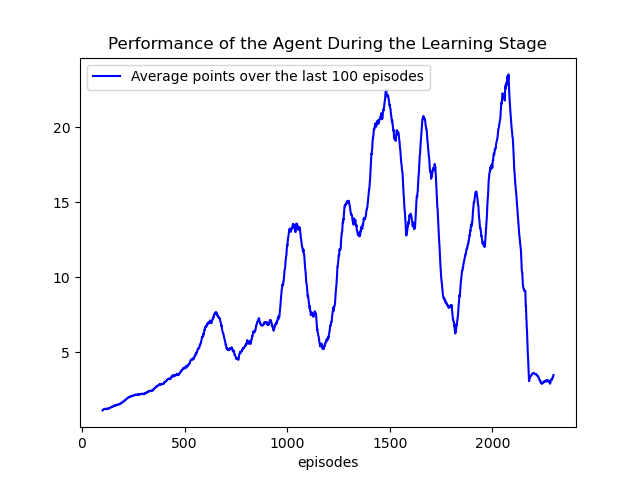 Performance of the Agent During the Learning Stage
Average points over the last 100 episodes
20
15
10
5
0 500 1000 1500 2000
episodes